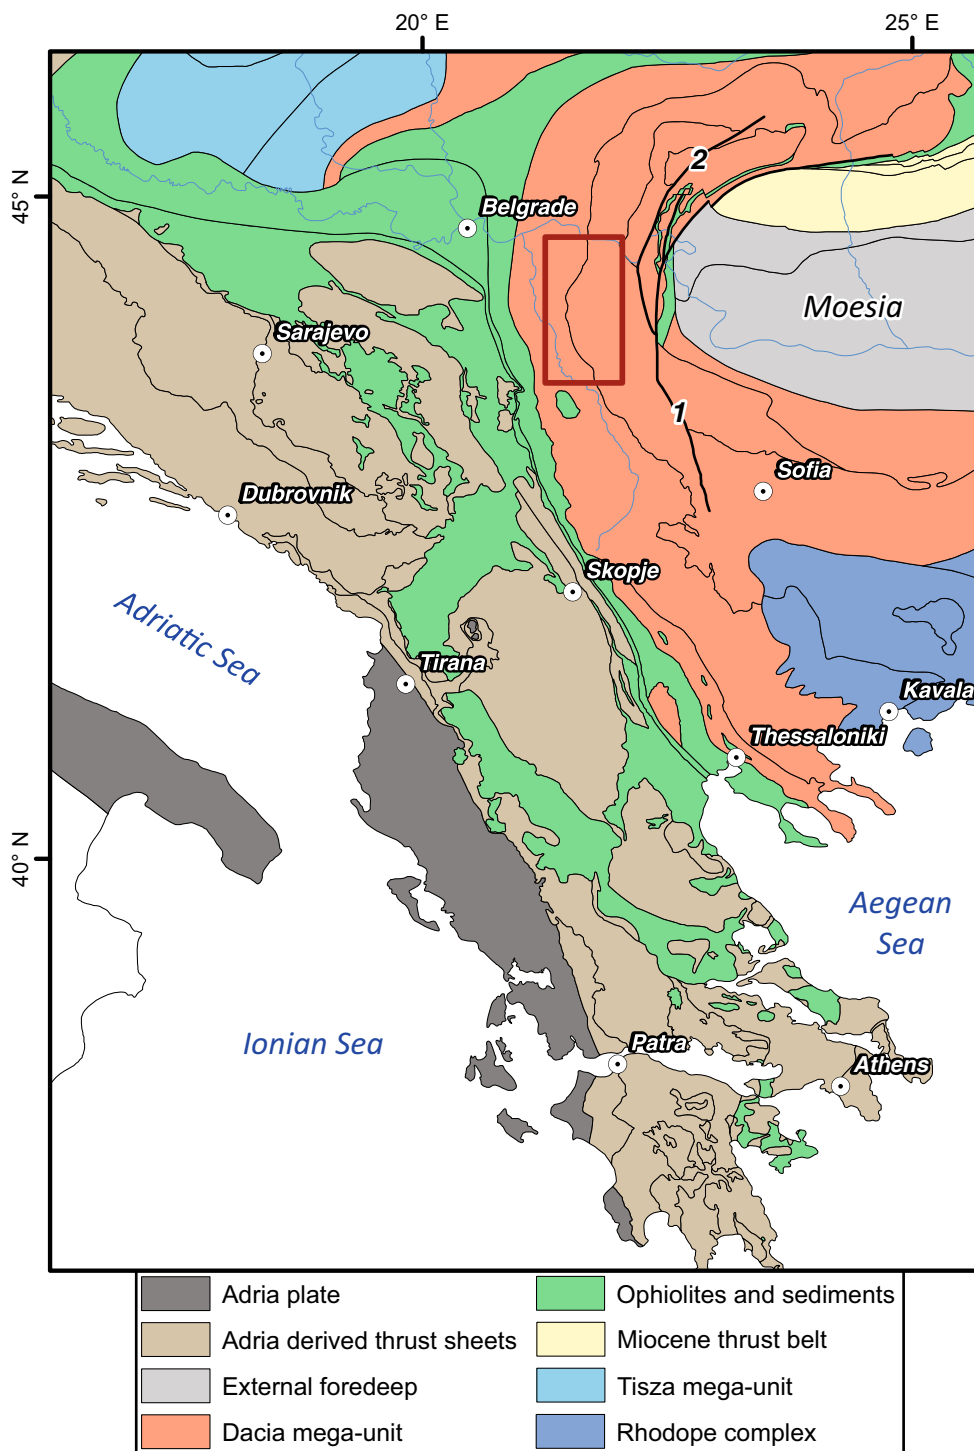 20° E
25° E
45° N
40° N
2
Belgrade
Moesia
Sarajevo
1
Sofia
Dubrovnik
Skopje
Adriatic Sea
Tirana
Kavala
Thessaloniki
Aegean
Sea
Ionian Sea
Patra
Athens
Adria plate
Adria derived thrust sheets
External foredeep
Dacia mega-unit
Ophiolites and sediments
Miocene thrust belt
Tisza mega-unit
Rhodope complex